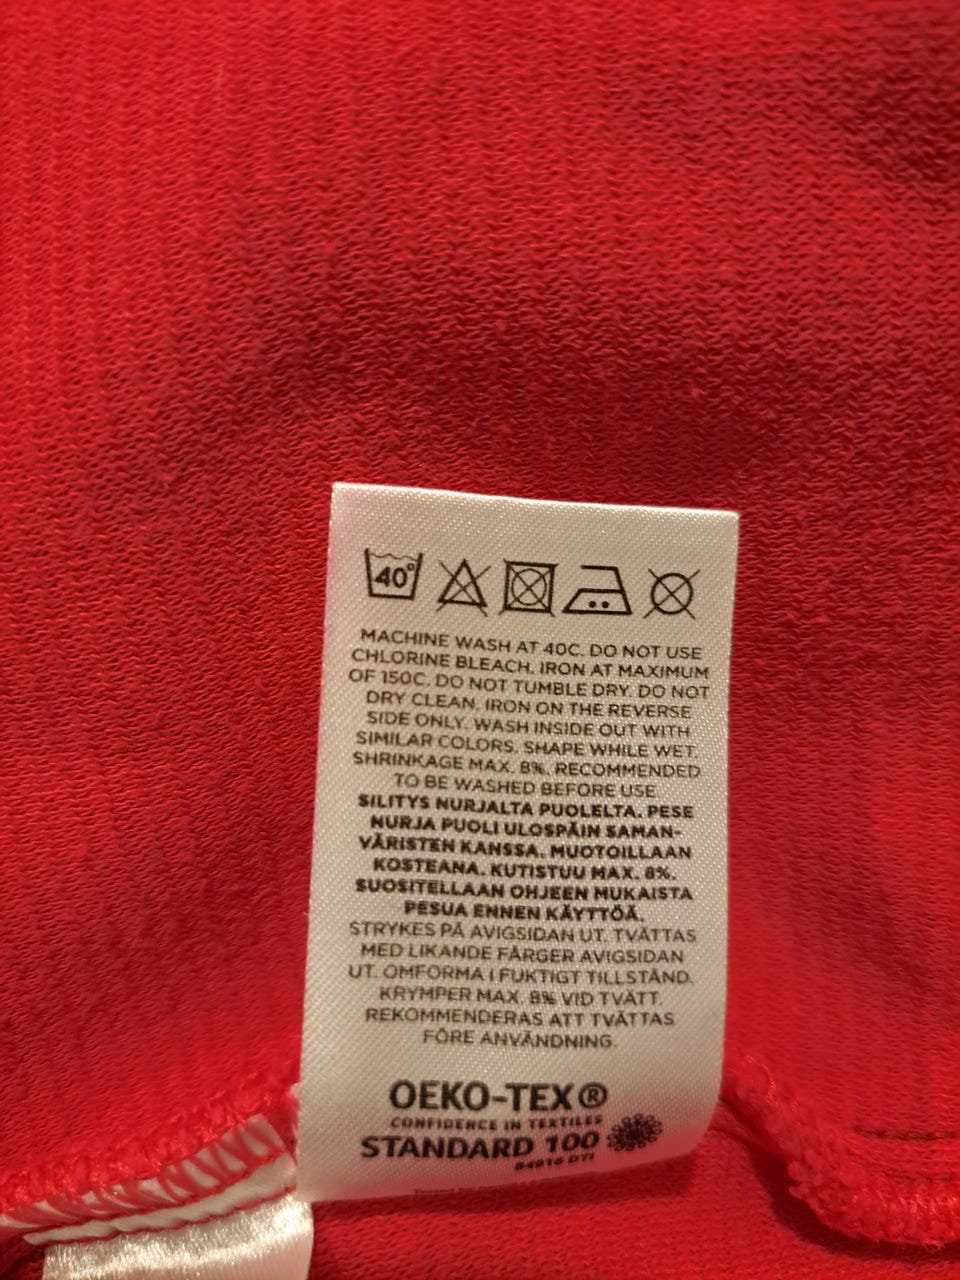 40°
MACHINE WASH AT 40C. DO NOT USE
CHLORINE BLEACH. IRON AT MAXIMUM
OF 150C. DO NOT TUMBLE DRY. DO NOT
DRY CLEAN. IRON ON THE REVERSE
SIDE ONLY. WASH INSIDE OUT WITH
SIMILAR COLORS. SHAPE WHILE WET.
SHRINKAGE MAX. 8%. RECOMMENDED
TO BE WASHED BEFORE USE.
SILITYS NURJALTA PUOLELTA. PESE
NURJA PUOLI ULOSPÄIN SAMAN-
VÄRISTEN KANSSA. MUOTOILLAAN
KOSTEANA. KUTISTUU MAX. 8%.
SUOSITELLAAN OHJEEN MUKAISTA
PESUA ENNEN KÄYTTÖÄ.
STRYKES PÅ AVIGSIDAN UT. TVÄTTAS
MED LIKANDE FÄRGER AVIGSIDAN
UT. OMFORMA I FUKTIGT TILLSTÅND.
KRYMPER MAX. 8% VID TVÄTT.
REKOMMENDERAS ATT TVÄTTAS
FÖRE ANVÄNDNING.
OEKO-TEX®
CONFIDENCE IN TEXTILES
STANDARD 100
84916 DTI